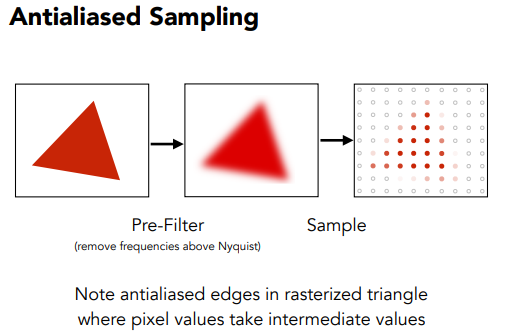 Antialiased Sampling
Pre-Filter
Sample
(remove frequencies above Nyquist)
Note antialiased edges in rasterized triangle
where pixel values take intermediate values